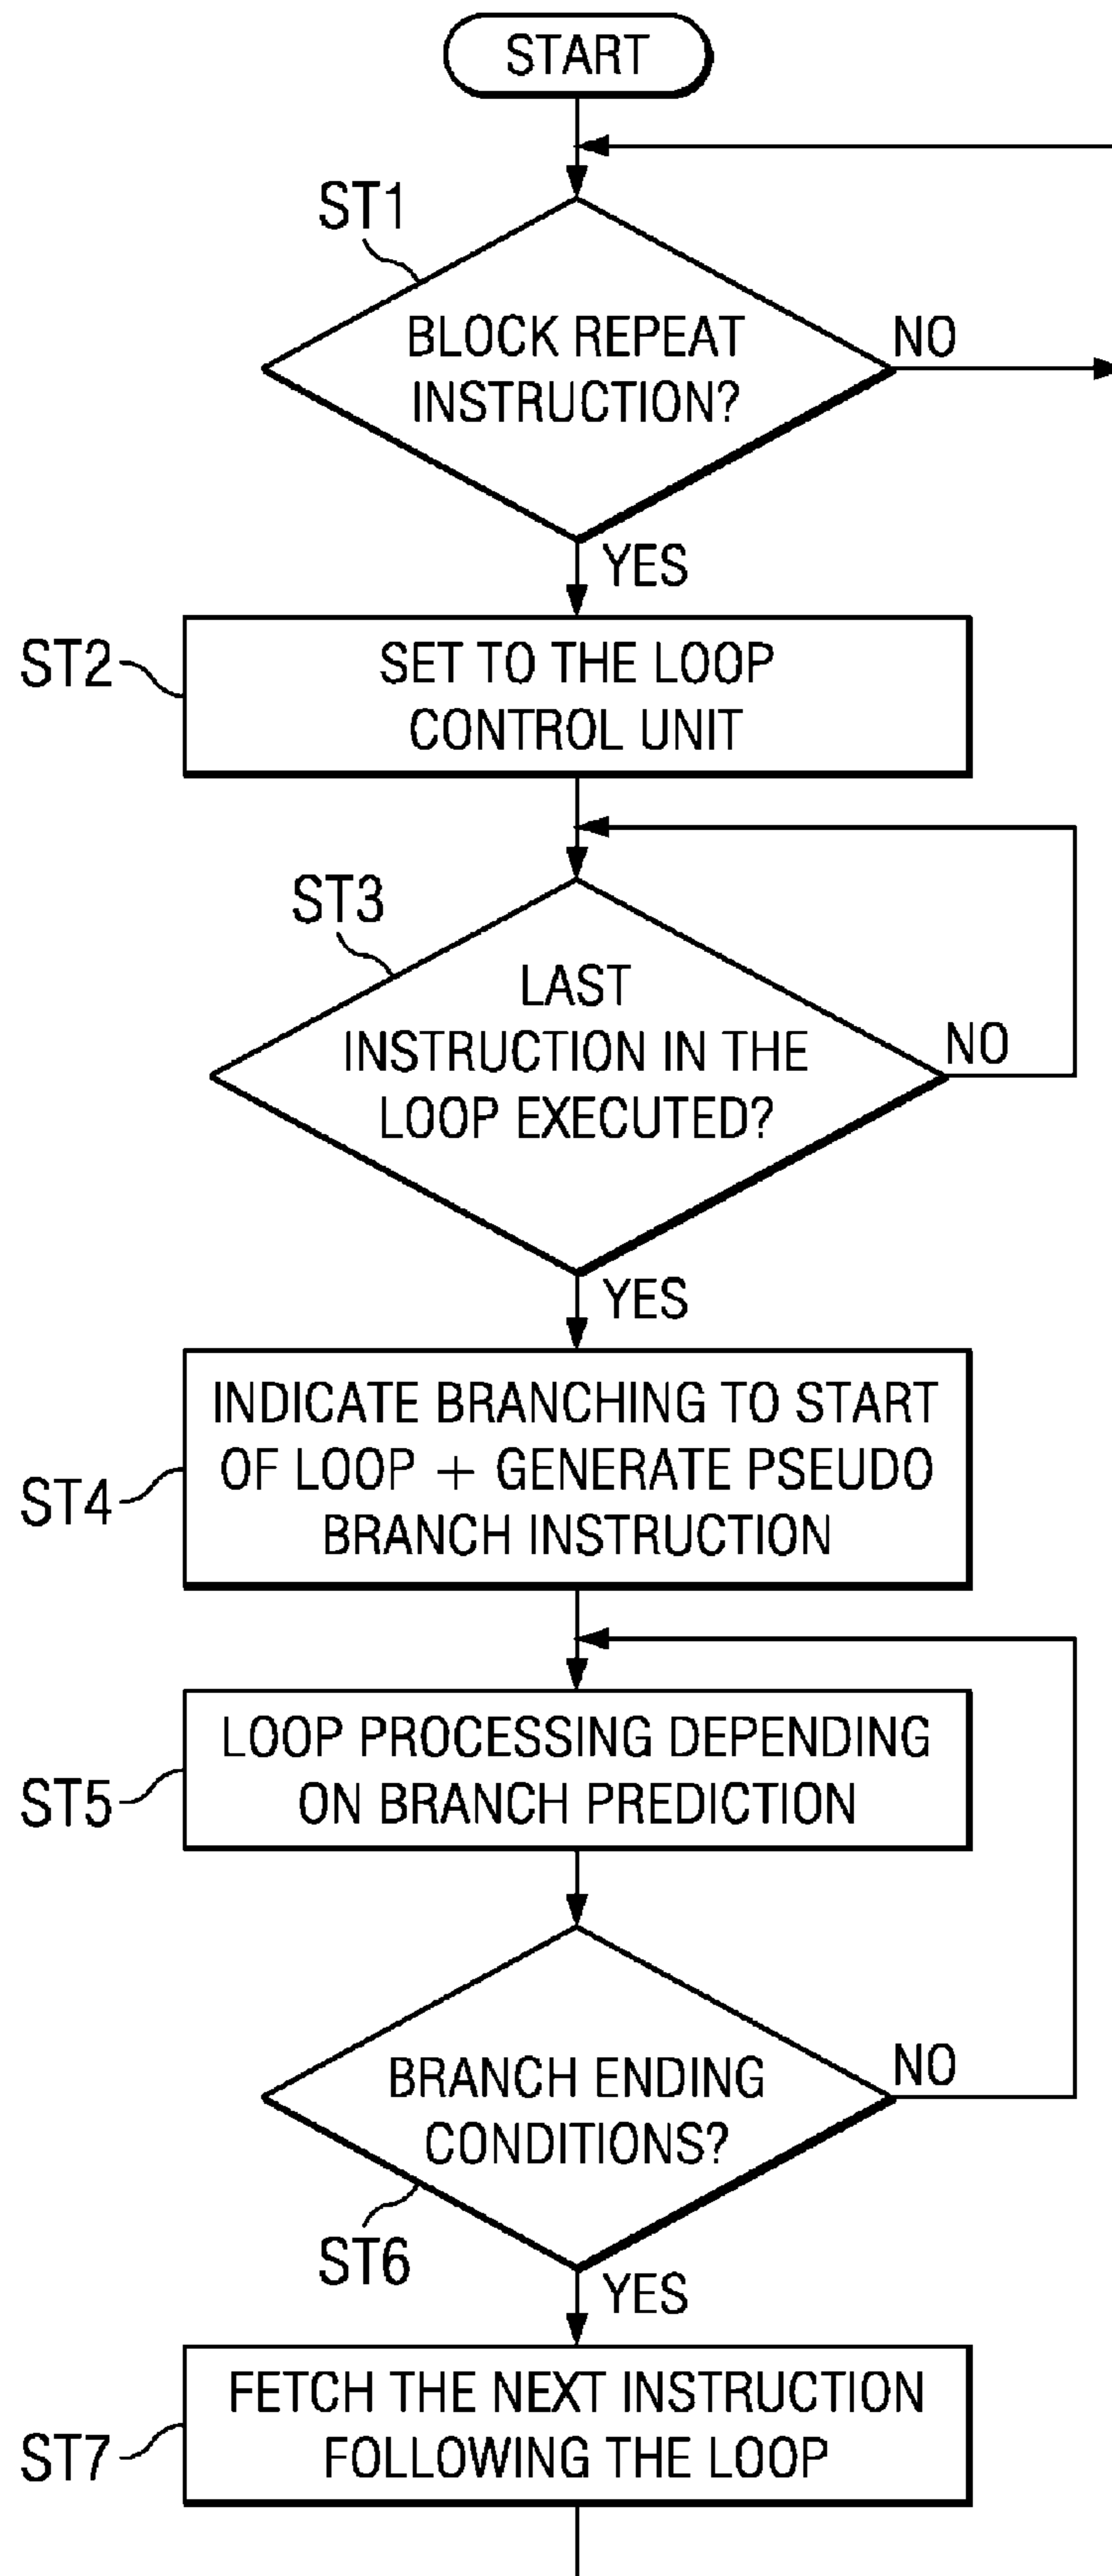 START
ST1
BLOCK REPEAT
INSTRUCTION?
NO
YES
ST2
SET TO THE LOOP
CONTROL UNIT
ST3
LAST
INSTRUCTION IN THE
LOOP EXECUTED?
NO
YES
ST4
INDICATE BRANCHING TO START
OF LOOP + GENERATE PSEUDO
BRANCH INSTRUCTION
ST5
LOOP PROCESSING DEPENDING
ON BRANCH PREDICTION
BRANCH ENDING
CONDITIONS?
NO
ST6
YES
ST7
FETCH THE NEXT INSTRUCTION
FOLLOWING THE LOOP